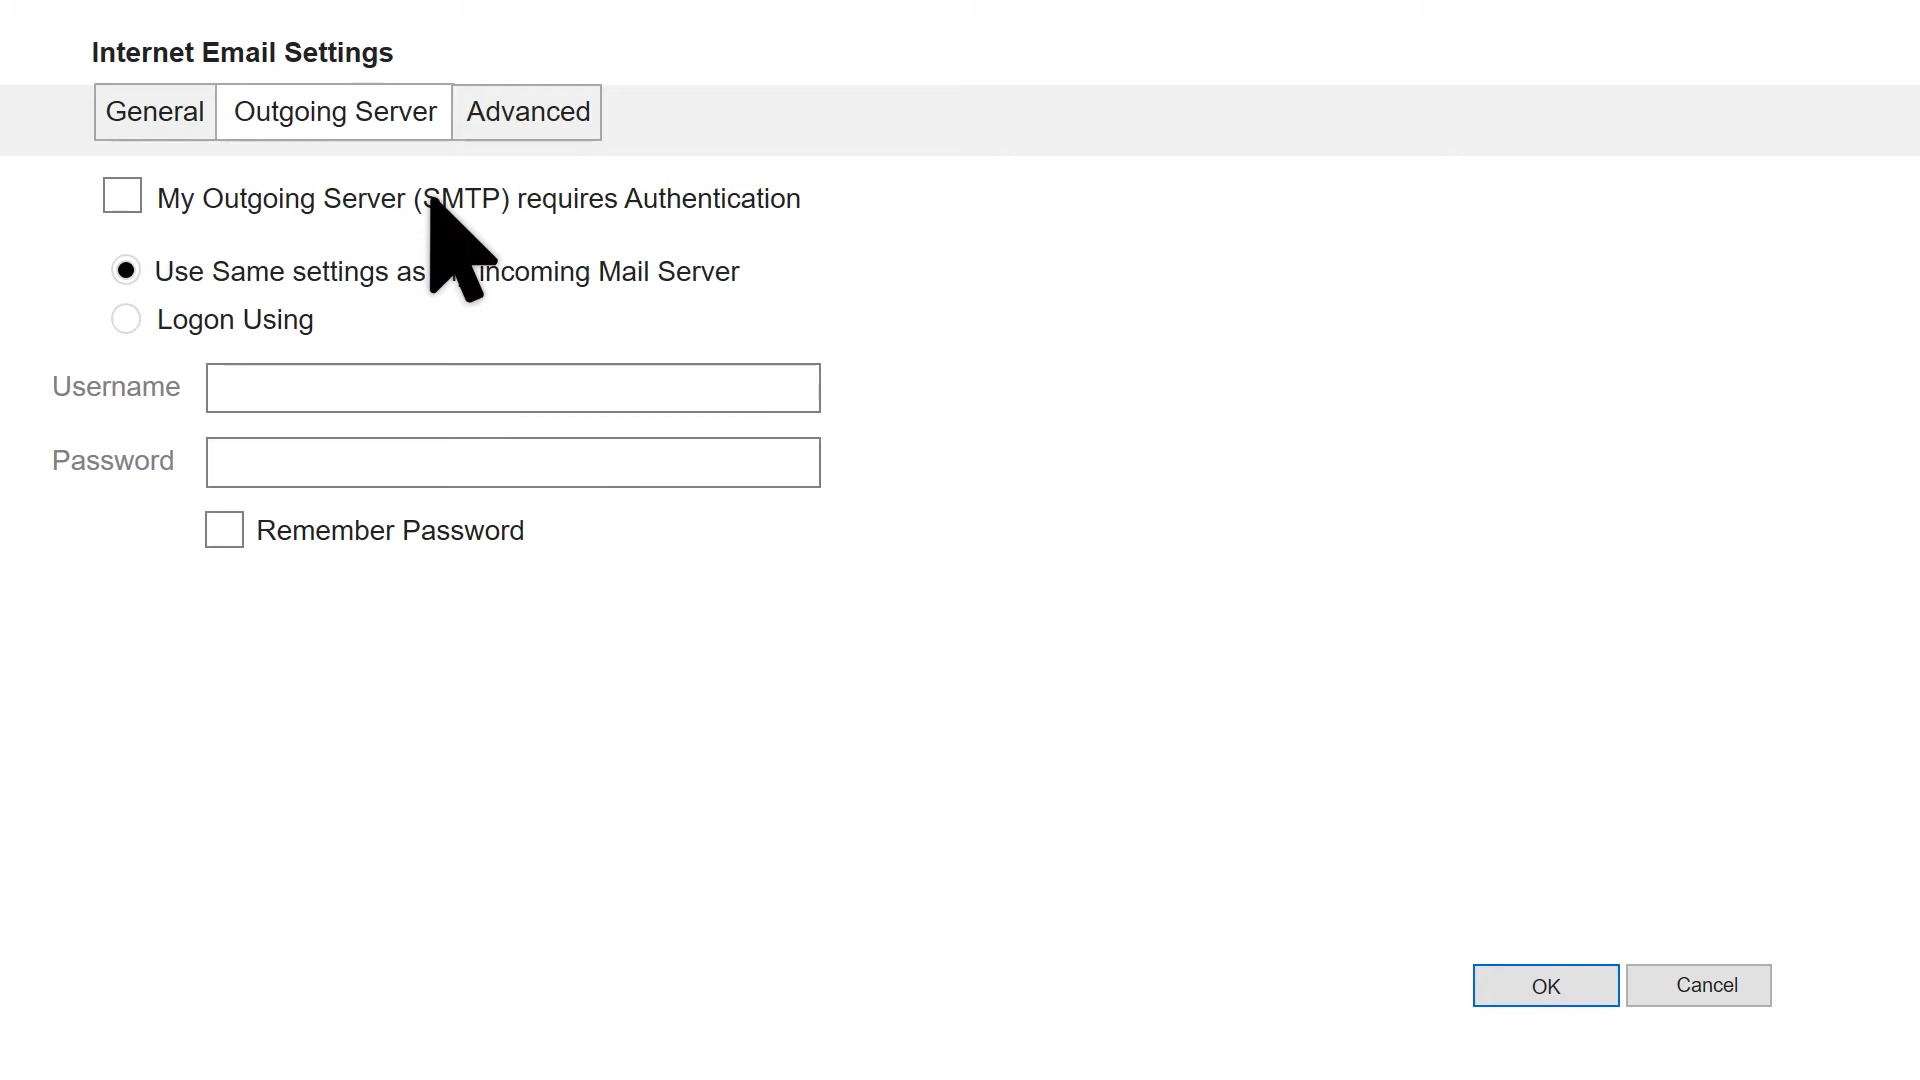 Internet Email Settings
General Outgoing Server Advanced
My Outgoing Server (SMTP) requires Authentication
Use Same settings as incoming Mail Server
Logon Using
Username
Password
Remember Password
OK Cancel